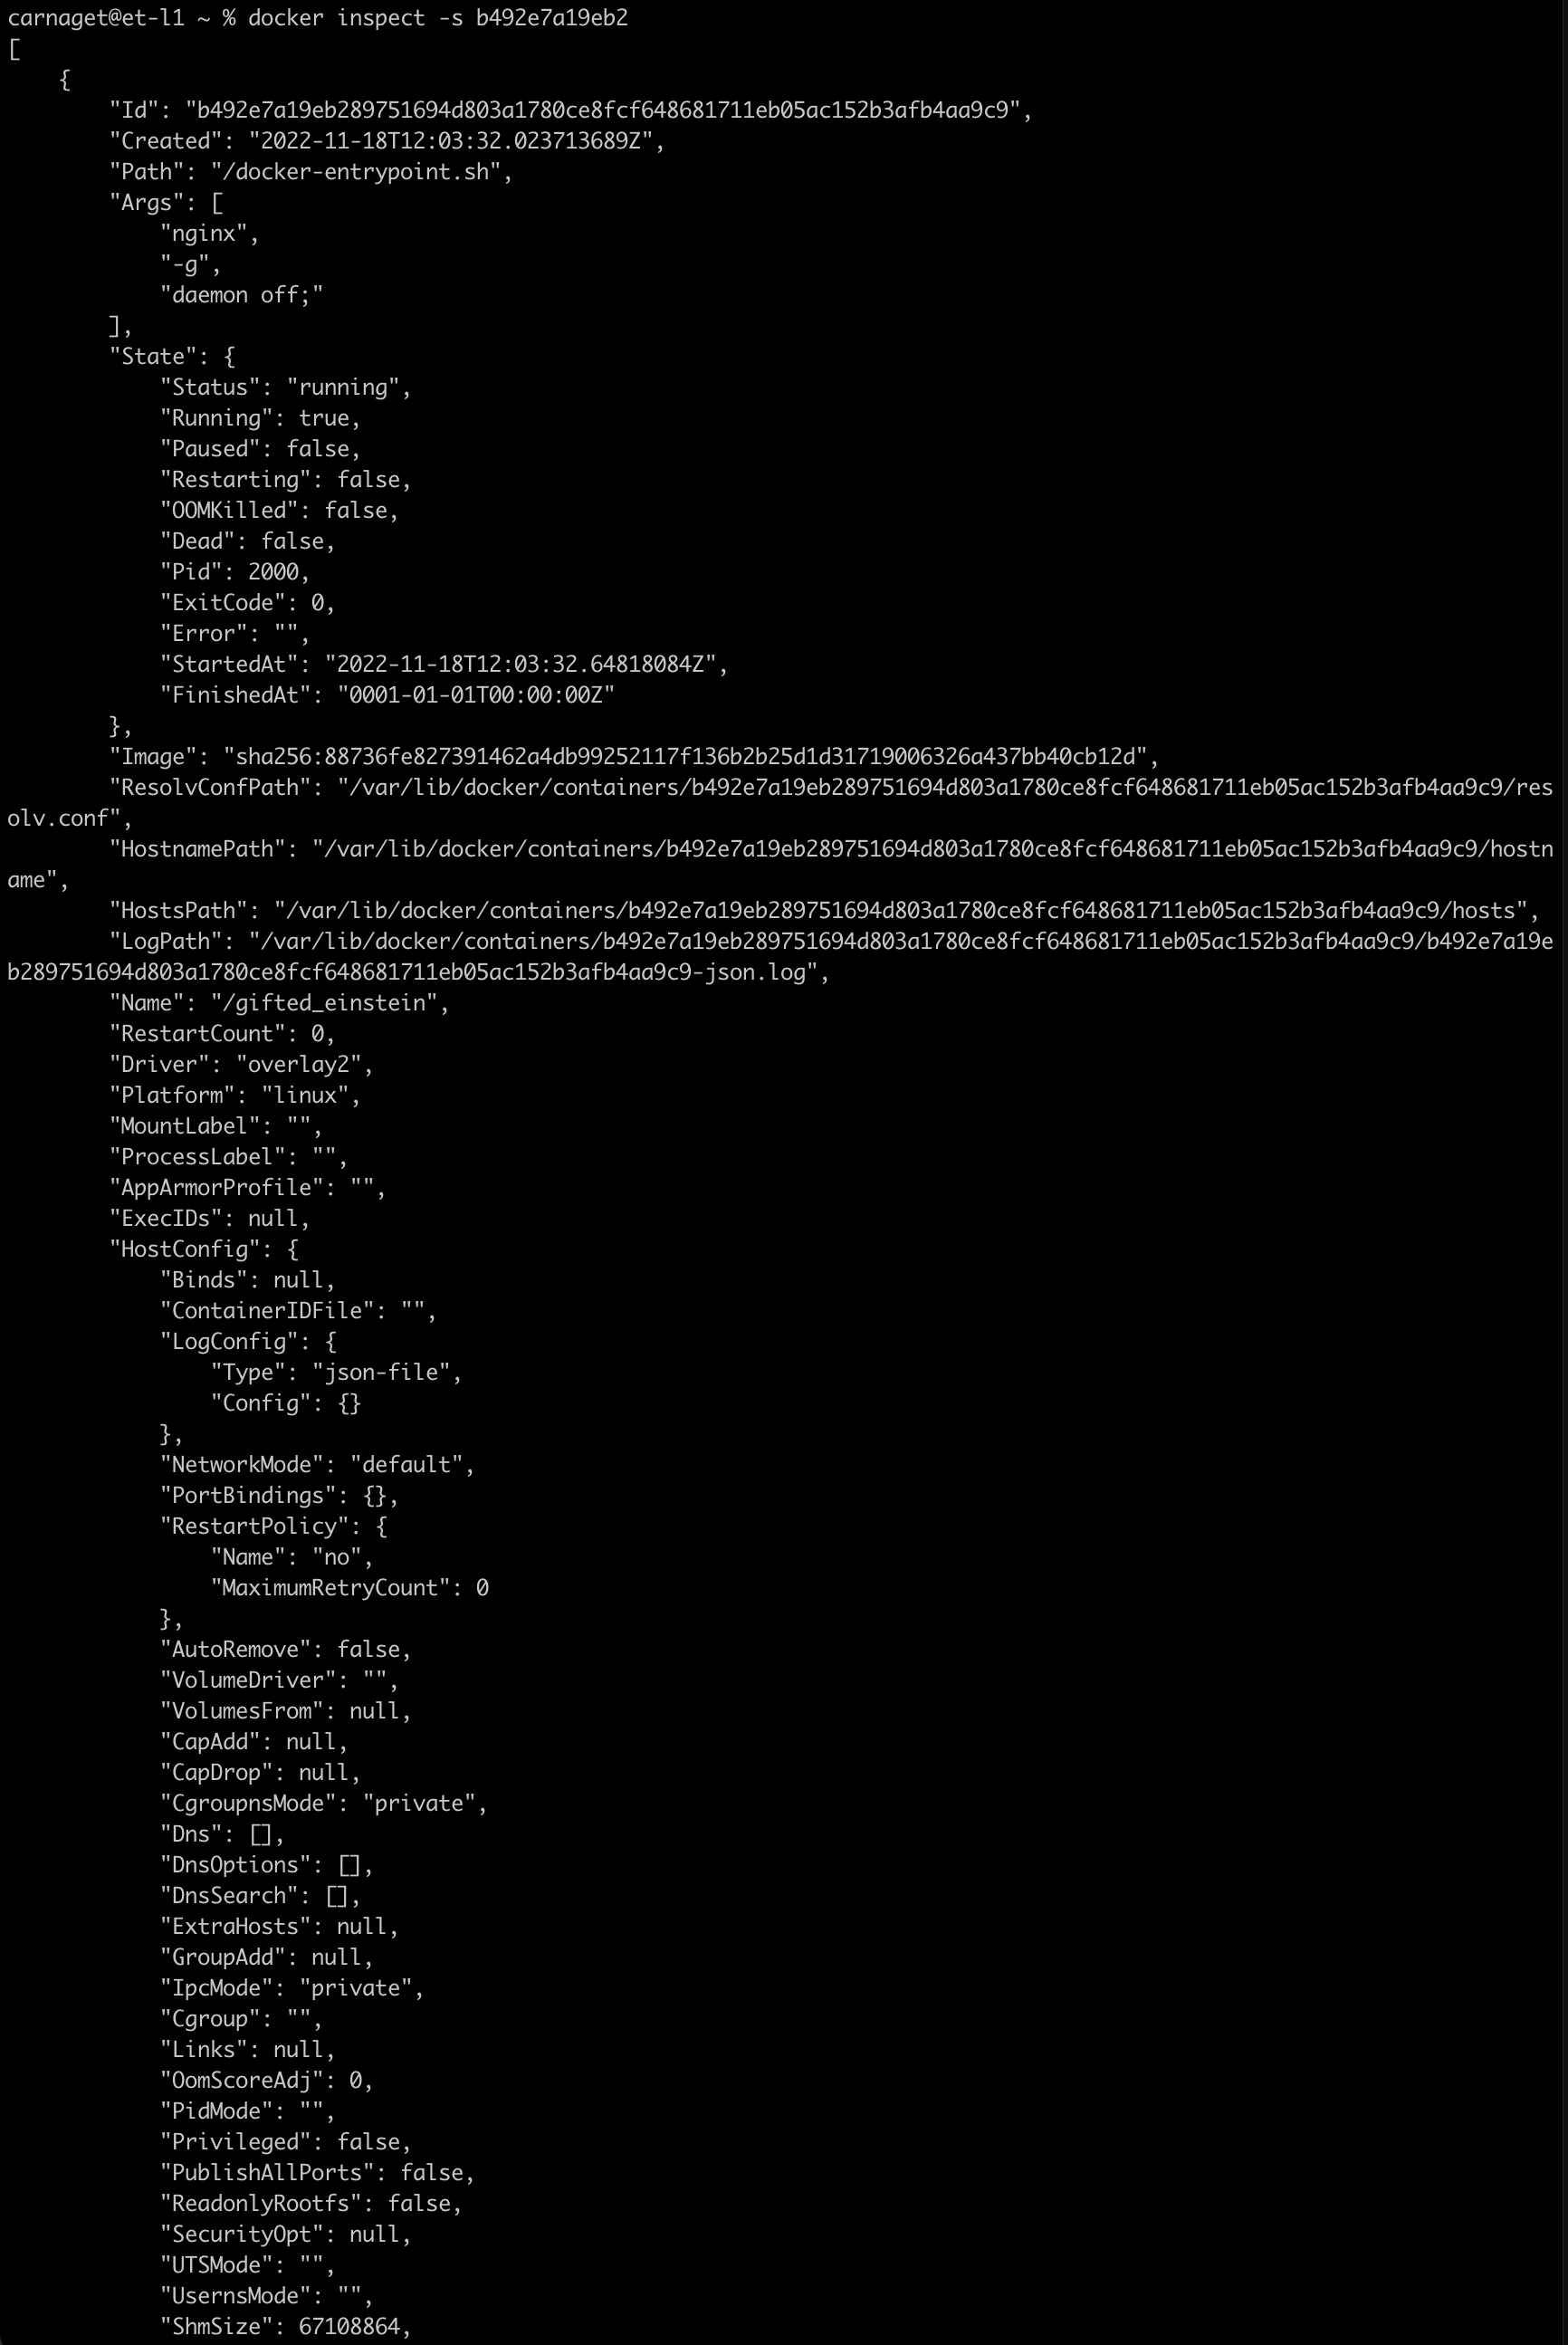 carnaget@et-l1 ~ % docker inspect -s b492e7a19eb2
[
    {
        "Id": "b492e7a19eb289751694d803a1780ce8fcf648681711eb05ac152b3afb4aa9c9",
        "Created": "2022-11-18T12:03:32.023713689Z",
        "Path": "/docker-entrypoint.sh",
        "Args": [
            "nginx",
            "-g",
            "daemon off;"
        ],
        "State": {
            "Status": "running",
            "Running": true,
            "Paused": false,
            "Restarting": false,
            "OOMKilled": false,
            "Dead": false,
            "Pid": 2000,
            "ExitCode": 0,
            "Error": "",
            "StartedAt": "2022-11-18T12:03:32.64818084Z",
            "FinishedAt": "0001-01-01T00:00:00Z"
        },
        "Image": "sha256:88736fe827391462a4db99252117f136b2b25d1d31719006326a437bb40cb12d",
        "ResolvConfPath": "/var/lib/docker/containers/b492e7a19eb289751694d803a1780ce8fcf648681711eb05ac152b3afb4aa9c9/res
olv.conf",
        "HostnamePath": "/var/lib/docker/containers/b492e7a19eb289751694d803a1780ce8fcf648681711eb05ac152b3afb4aa9c9/hostn
ame",
        "HostsPath": "/var/lib/docker/containers/b492e7a19eb289751694d803a1780ce8fcf648681711eb05ac152b3afb4aa9c9/hosts",
        "LogPath": "/var/lib/docker/containers/b492e7a19eb289751694d803a1780ce8fcf648681711eb05ac152b3afb4aa9c9/b492e7a19e
b289751694d803a1780ce8fcf648681711eb05ac152b3afb4aa9c9-json.log",
        "Name": "/gifted_einstein",
        "RestartCount": 0,
        "Driver": "overlay2",
        "Platform": "linux",
        "MountLabel": "",
        "ProcessLabel": "",
        "AppArmorProfile": "",
        "ExecIDs": null,
        "HostConfig": {
            "Binds": null,
            "ContainerIDFile": "",
            "LogConfig": {
                "Type": "json-file",
                "Config": {}
            },
            "NetworkMode": "default",
            "PortBindings": {},
            "RestartPolicy": {
                "Name": "no",
                "MaximumRetryCount": 0
            },
            "AutoRemove": false,
            "VolumeDriver": "",
            "VolumesFrom": null,
            "CapAdd": null,
            "CapDrop": null,
            "CgroupnsMode": "private",
            "Dns": [],
            "DnsOptions": [],
            "DnsSearch": [],
            "ExtraHosts": null,
            "GroupAdd": null,
            "IpcMode": "private",
            "Cgroup": "",
            "Links": null,
            "OomScoreAdj": 0,
            "PidMode": "",
            "Privileged": false,
            "PublishAllPorts": false,
            "ReadonlyRootfs": false,
            "SecurityOpt": null,
            "UTSMode": "",
            "UsernsMode": "",
            "ShmSize": 67108864,